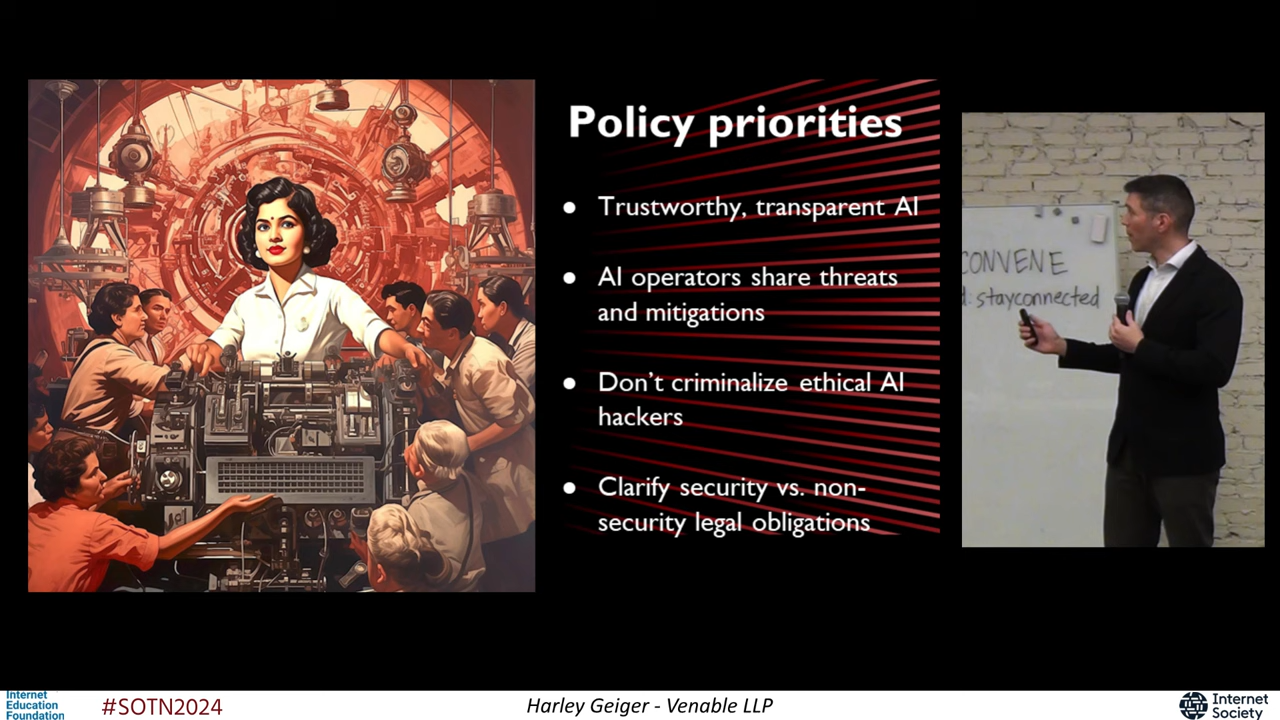 Policy priorities
● Trustworthy, transparent AI
● AI operators share threats
and mitigations
● Don't criminalize ethical AI
hackers
● Clarify security vs. non-
security legal obligations
CONVENE
d: stayconnected
Internet
Education
Foundation
#SOTN2024
Harley Geiger - Venable LLP
Internet
Society